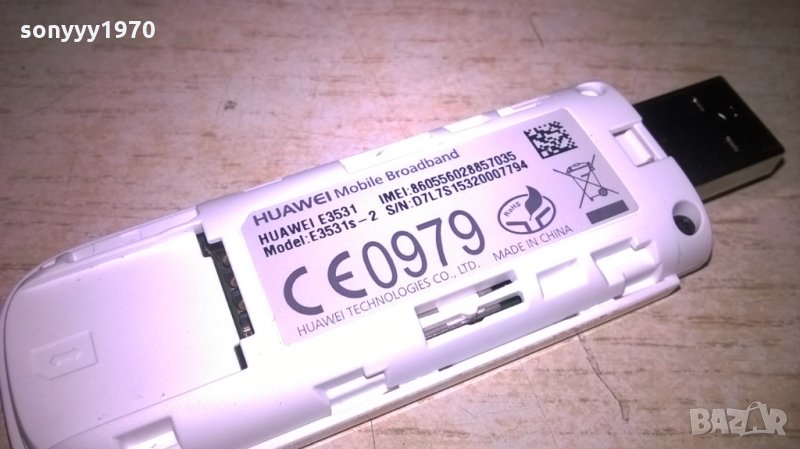 sonyyy1970
HUAWEI Mobile Broadband
HUAWEI E3531 IMEI:860556028857035
Model:E3531s-2 S/N:D7L7S15320007794
CE0979
RoHS
HUAWEI TECHNOLOGIES CO., LTD. MADE IN CHINA
BAZAR